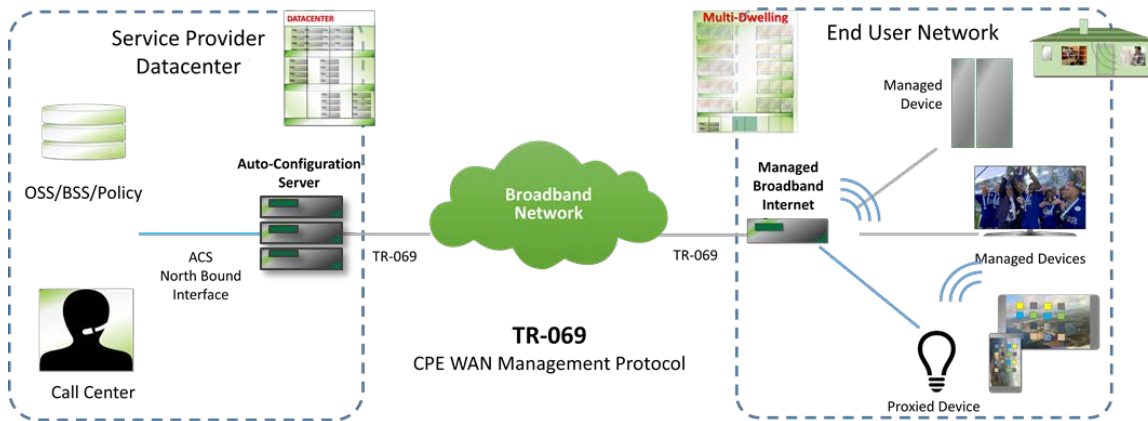 Service Provider
Datacenter
DATACENTER
OSS/BSS/Policy
Auto-Configuration
Server
ACS
North Bound
Interface
Call Center
TR-069
Broadband
Network
TR-069
TR-069
CPE WAN Management Protocol
Multi-Dwelling
End User Network
Managed
Device
Managed
Broadband
Internet
Managed Devices
Proxied Device